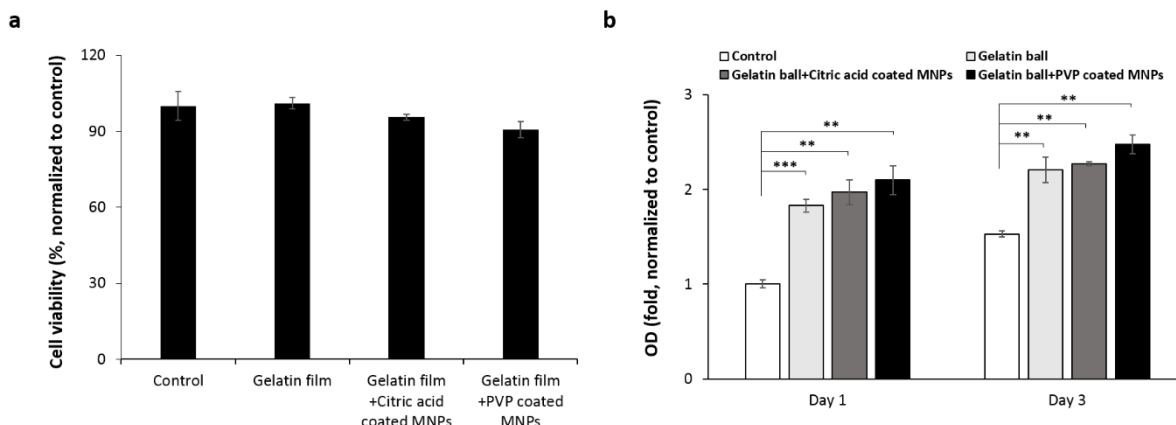 a
120
90
60
30
0
Cell viability (%, normalized to control)
Control
Gelatin film
Gelatin film
+Citric acid
coated MNPs
Gelatin film
+PVP coated
MNPs
b
Control
Gelatin ball
Gelatin ball+Citric acid coated MNPs
Gelatin ball+PVP coated MNPs
3
2
1
0
OD (fold, normalized to control)
**
**
***
**
**
**
Day 1
Day 3